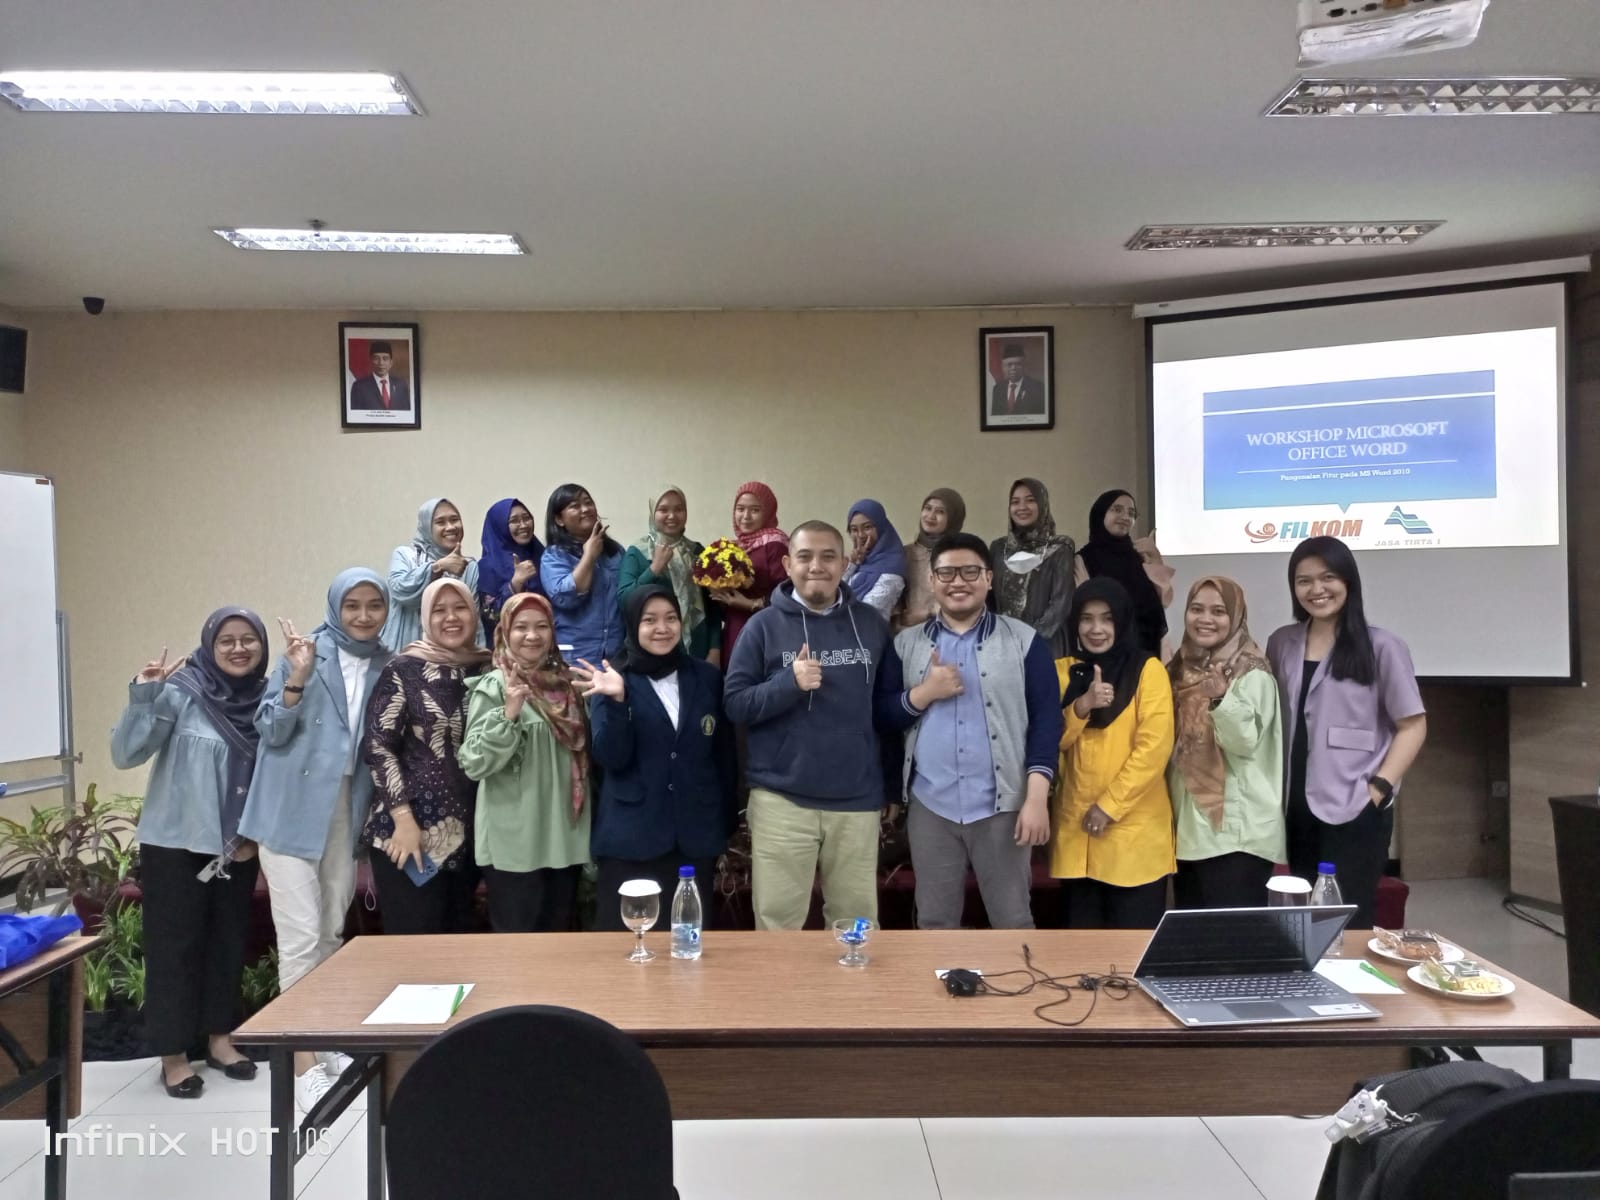 WORKSHOP MICROSOFT
OFFICE WORD
Pengenalan Fitur pada MS Word 2010
FILKOM
JASA TIRTA I
PULL&BEAR
Infinix HOT 10S